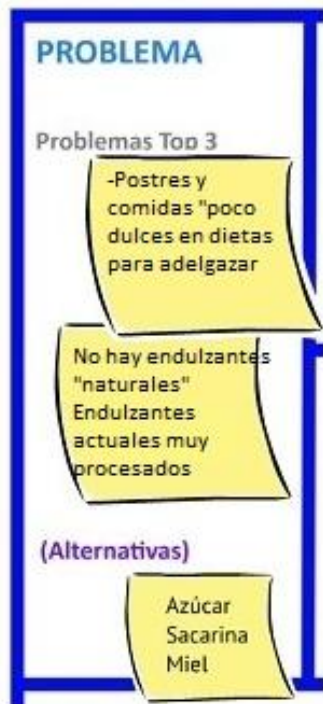 PROBLEMA
Problemas Top 3
-Postres y
comidas "poco
dulces en dietas
para adelgazar
No hay endulzantes
"naturales"
Endulzantes
actuales muy
procesados
(Alternativas)
Azúcar
Sacarina
Miel